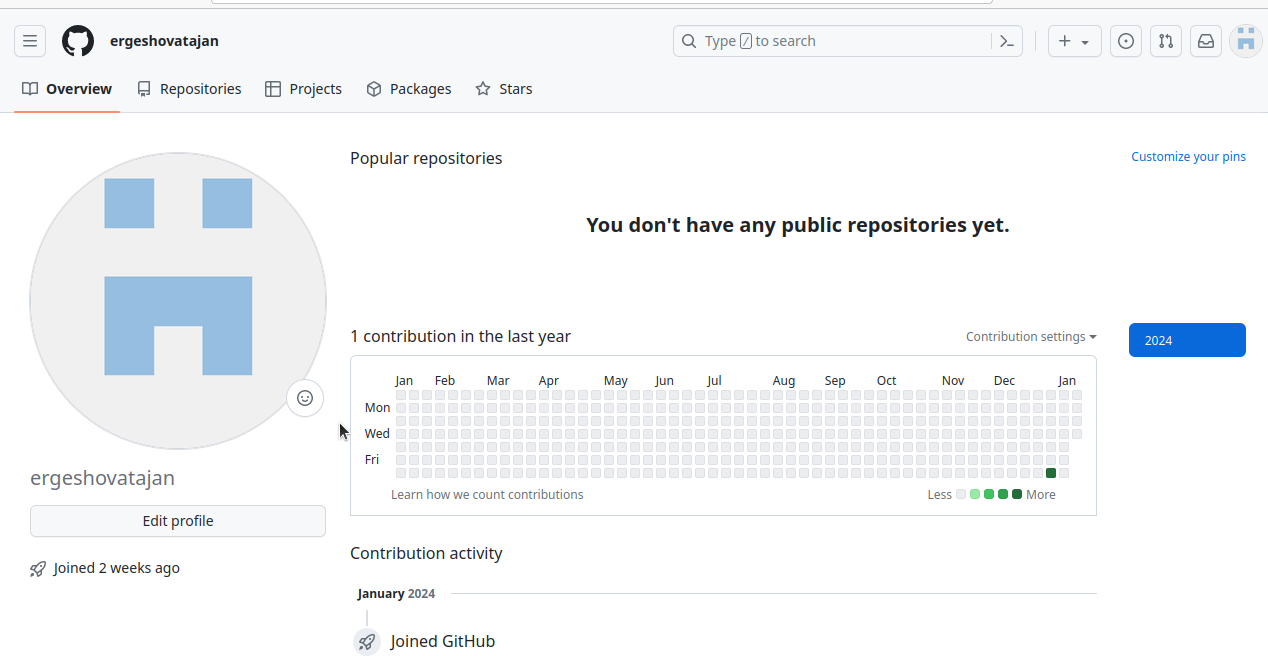 ergeshovatajan
Type / to search
Overview Repositories Projects Packages Stars
Popular repositories
Customize your pins
You don't have any public repositories yet.
1 contribution in the last year
Contribution settings
2024
Jan Feb Mar Apr May Jun Jul Aug Sep Oct Nov Dec Jan
Mon
Wed
Fri
Learn how we count contributions
Less More
ergeshovatajan
Edit profile
Joined 2 weeks ago
Contribution activity
January 2024
Joined GitHub